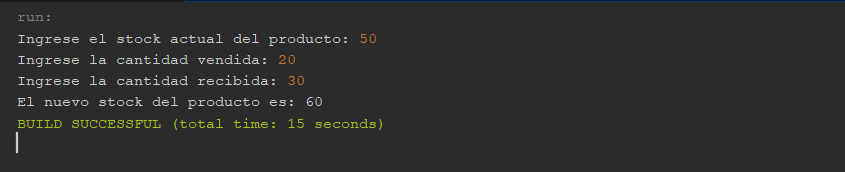 run:
Ingrese el stock actual del producto: 50
Ingrese la cantidad vendida: 20
Ingrese la cantidad recibida: 30
El nuevo stock del producto es: 60
BUILD SUCCESSFUL (total time: 15 seconds)